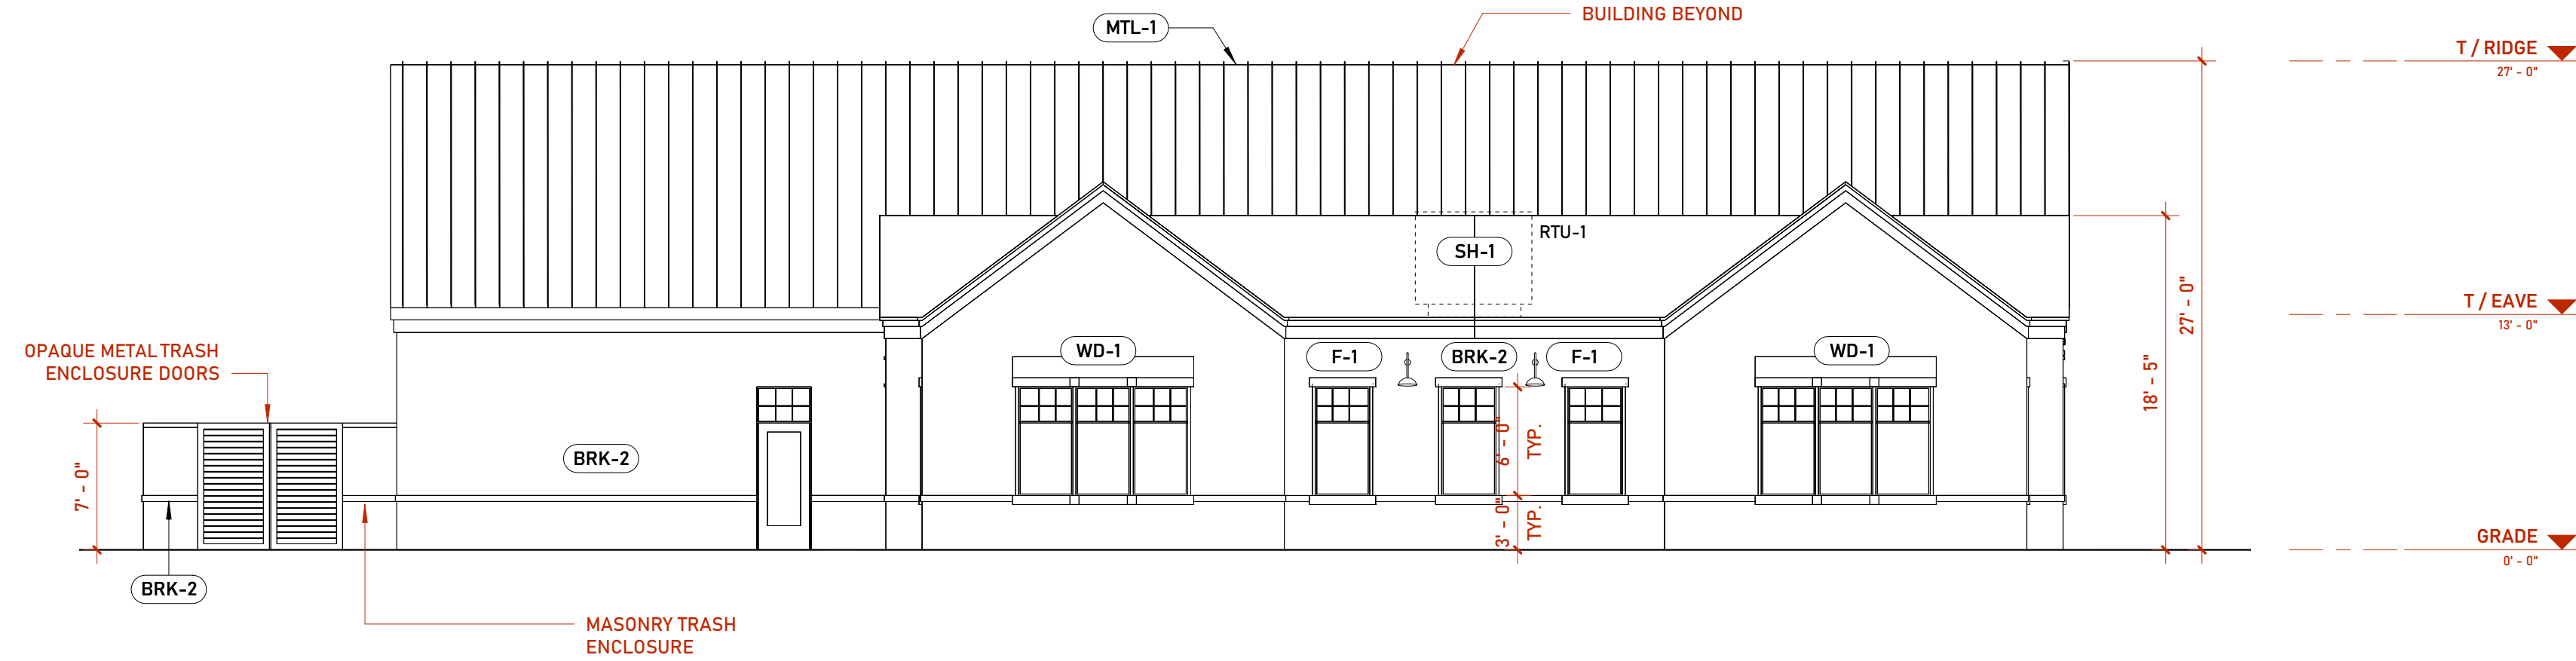 BUILDING BEYOND
MTL-1
T / RIDGE
27' - 0"
RTU-1
SH-1
27' - 0"
T / EAVE
13' - 0"
OPAQUE METAL TRASH
ENCLOSURE DOORS
WD-1
F-1
BRK-2
F-1
WD-1
18' - 5"
6' - 0"
TYP.
BRK-2
7' - 0"
3' - 0"
TYP.
GRADE
0' - 0"
BRK-2
MASONRY TRASH
ENCLOSURE